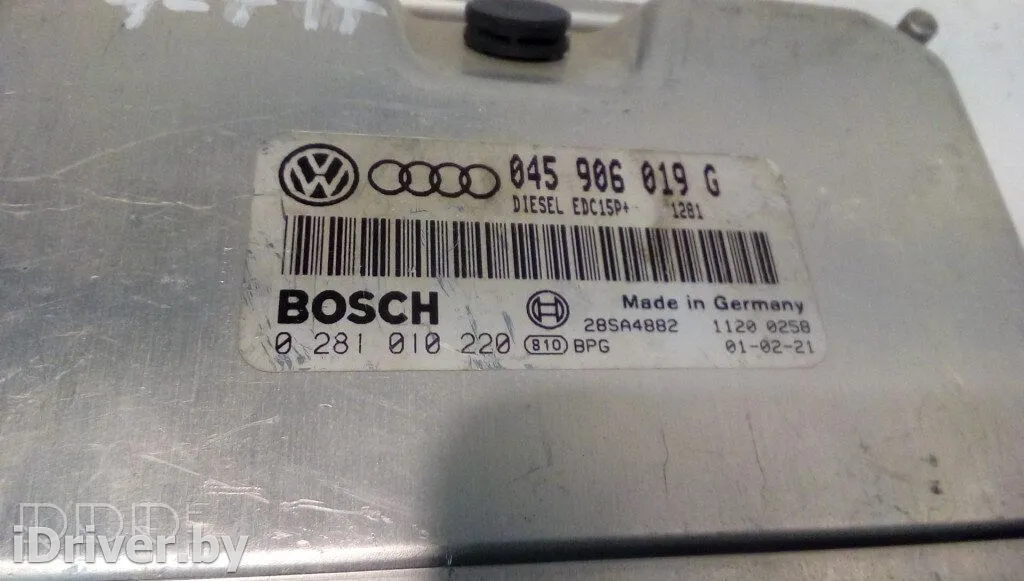 VW 045 906 019 G
DIESEL EDC15P+ 1281
BOSCH
Made in Germany
28SA4882 1120 0258
0 281 010 220 810 BPG 01-02-21
iDriver.by